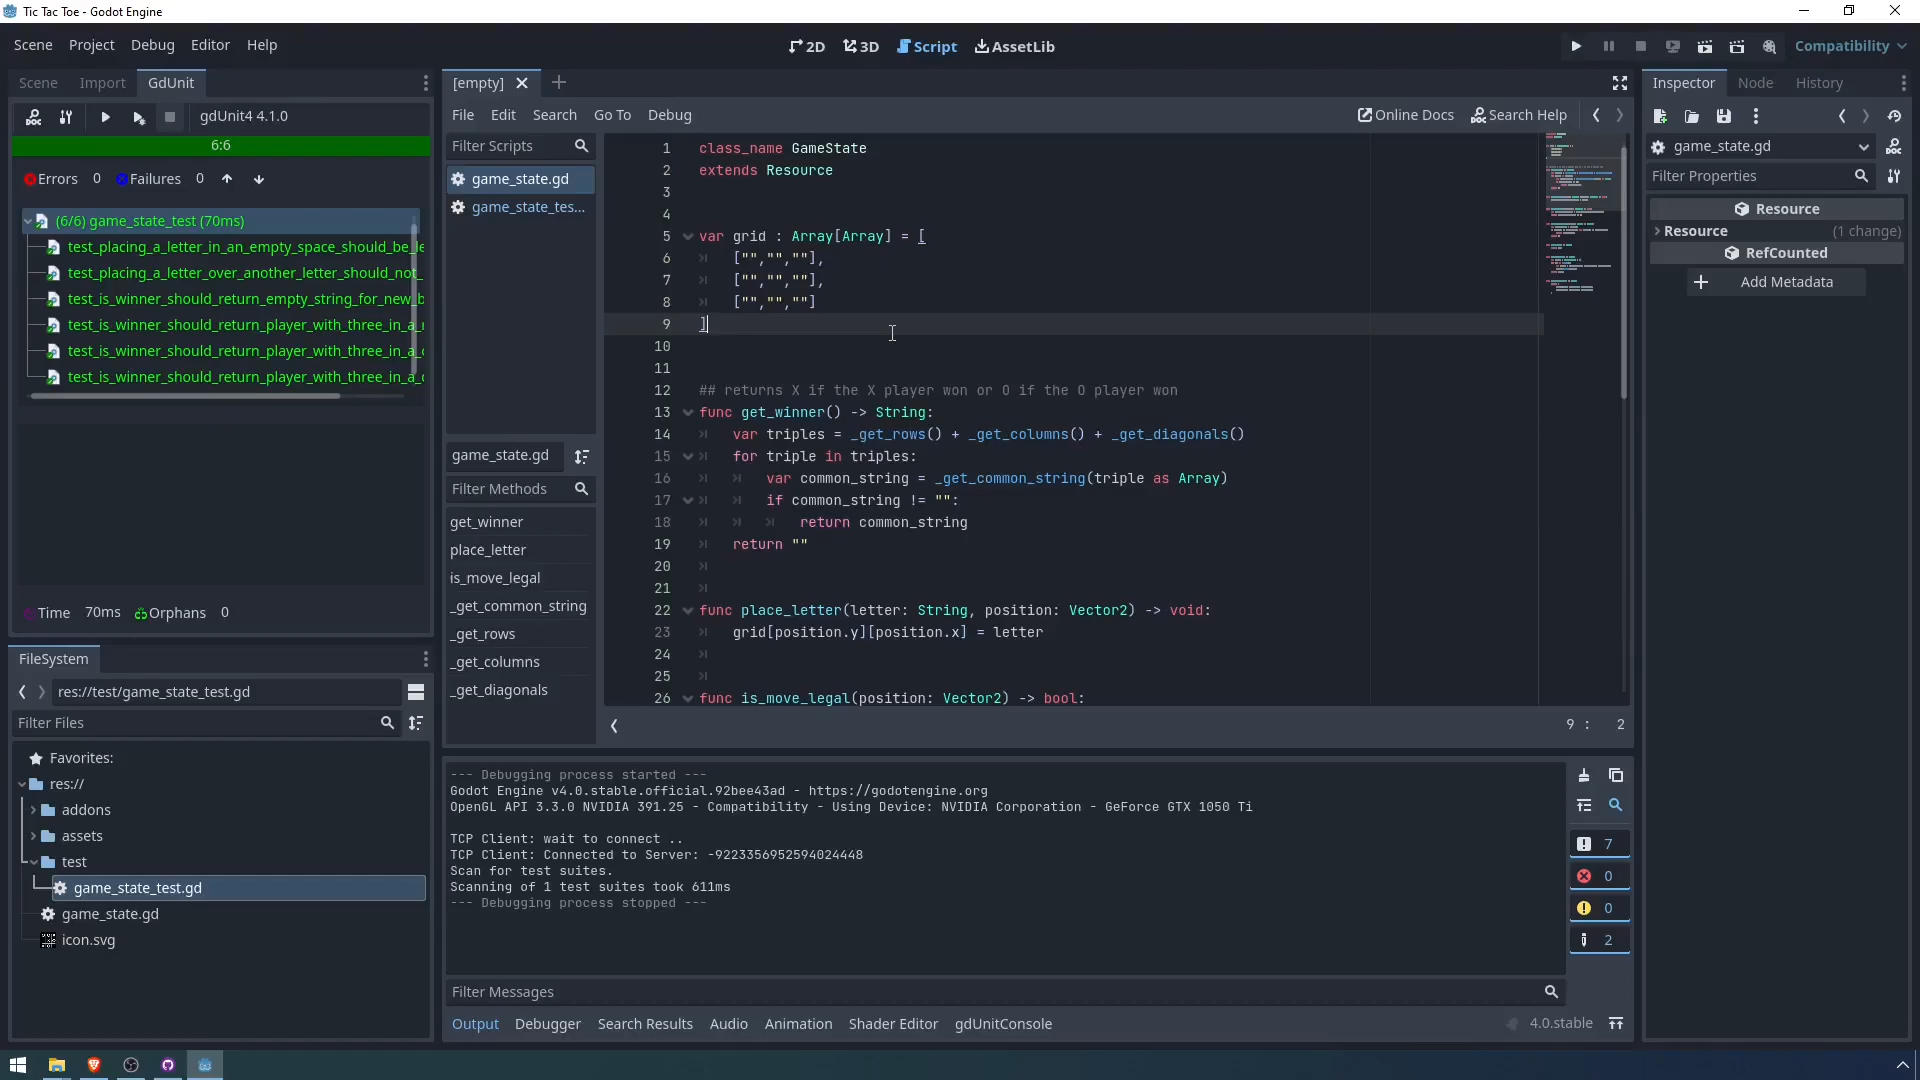 Tic Tac Toe - Godot Engine
Scene Project Debug Editor Help
2D 3D Script AssetLib
Compatibility
Scene Import GdUnit
gdUnit4 4.1.0
6:6
Errors 0 Failures 0
(6/6) game_state_test (70ms)
test_placing_a_letter_in_an_empty_space_should_be_le
test_placing_a_letter_over_another_letter_should_not_
test_is_winner_should_return_empty_string_for_new_b
test_is_winner_should_return_player_with_three_in_a_r
test_is_winner_should_return_player_with_three_in_a_c
test_is_winner_should_return_player_with_three_in_a_c
Time 70ms Orphans 0
FileSystem
res://test/game_state_test.gd
Filter Files
Favorites:
res://
addons
assets
test
game_state_test.gd
game_state.gd
icon.svg
[empty]
File Edit Search Go To Debug
Online Docs Search Help
Filter Scripts
game_state.gd
game_state_tes...
game_state.gd
Filter Methods
get_winner
place_letter
is_move_legal
_get_common_string
_get_rows
_get_columns
_get_diagonals
1 class_name GameState
2 extends Resource
3
4
5 var grid : Array[Array] = [
6 ["","",""],
7 ["","",""],
8 ["","",""]
9 ]
10
11
12 ## returns X if the X player won or O if the O player won
13 func get_winner() -> String:
14 var triples = _get_rows() + _get_columns() + _get_diagonals()
15 for triple in triples:
16 var common_string = _get_common_string(triple as Array)
17 if common_string != "":
18 return common_string
19 return ""
20
21
22 func place_letter(letter: String, position: Vector2) -> void:
23 grid[position.y][position.x] = letter
24
25
26 func is_move_legal(position: Vector2) -> bool:
9 : 2
--- Debugging process started ---
Godot Engine v4.0.stable.official.92bee43ad - https://godotengine.org
OpenGL API 3.3.0 NVIDIA 391.25 - Compatibility - Using Device: NVIDIA Corporation - GeForce GTX 1050 Ti
TCP Client: wait to connect ..
TCP Client: Connected to Server: -9223356952594024448
Scan for test suites.
Scanning of 1 test suites took 611ms
--- Debugging process stopped ---
7
0
0
2
Filter Messages
Output Debugger Search Results Audio Animation Shader Editor gdUnitConsole
4.0.stable
Inspector Node History
game_state.gd
Filter Properties
Resource
Resource (1 change)
RefCounted
Add Metadata